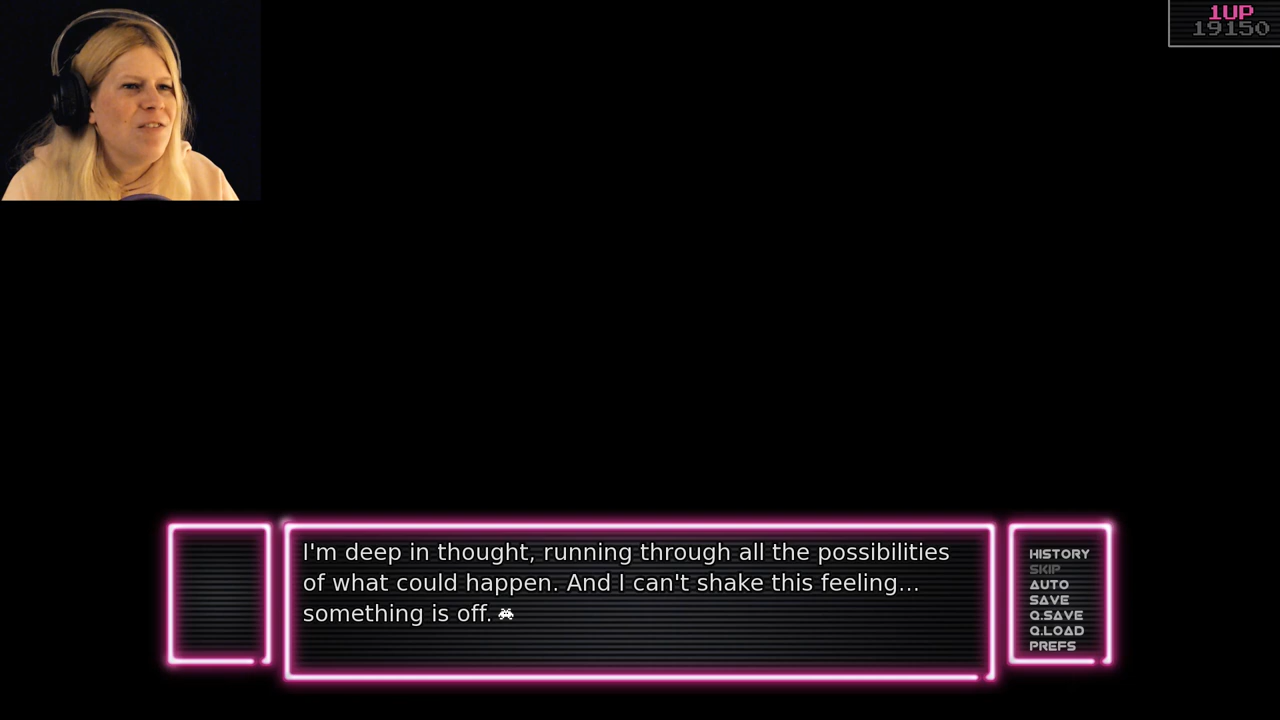 1UP
19150
I'm deep in thought, running through all the possibilities
of what could happen. And I can't shake this feeling...
something is off.
HISTORY
SKIP
AUTO
SAVE
Q.SAVE
Q.LOAD
PREFS